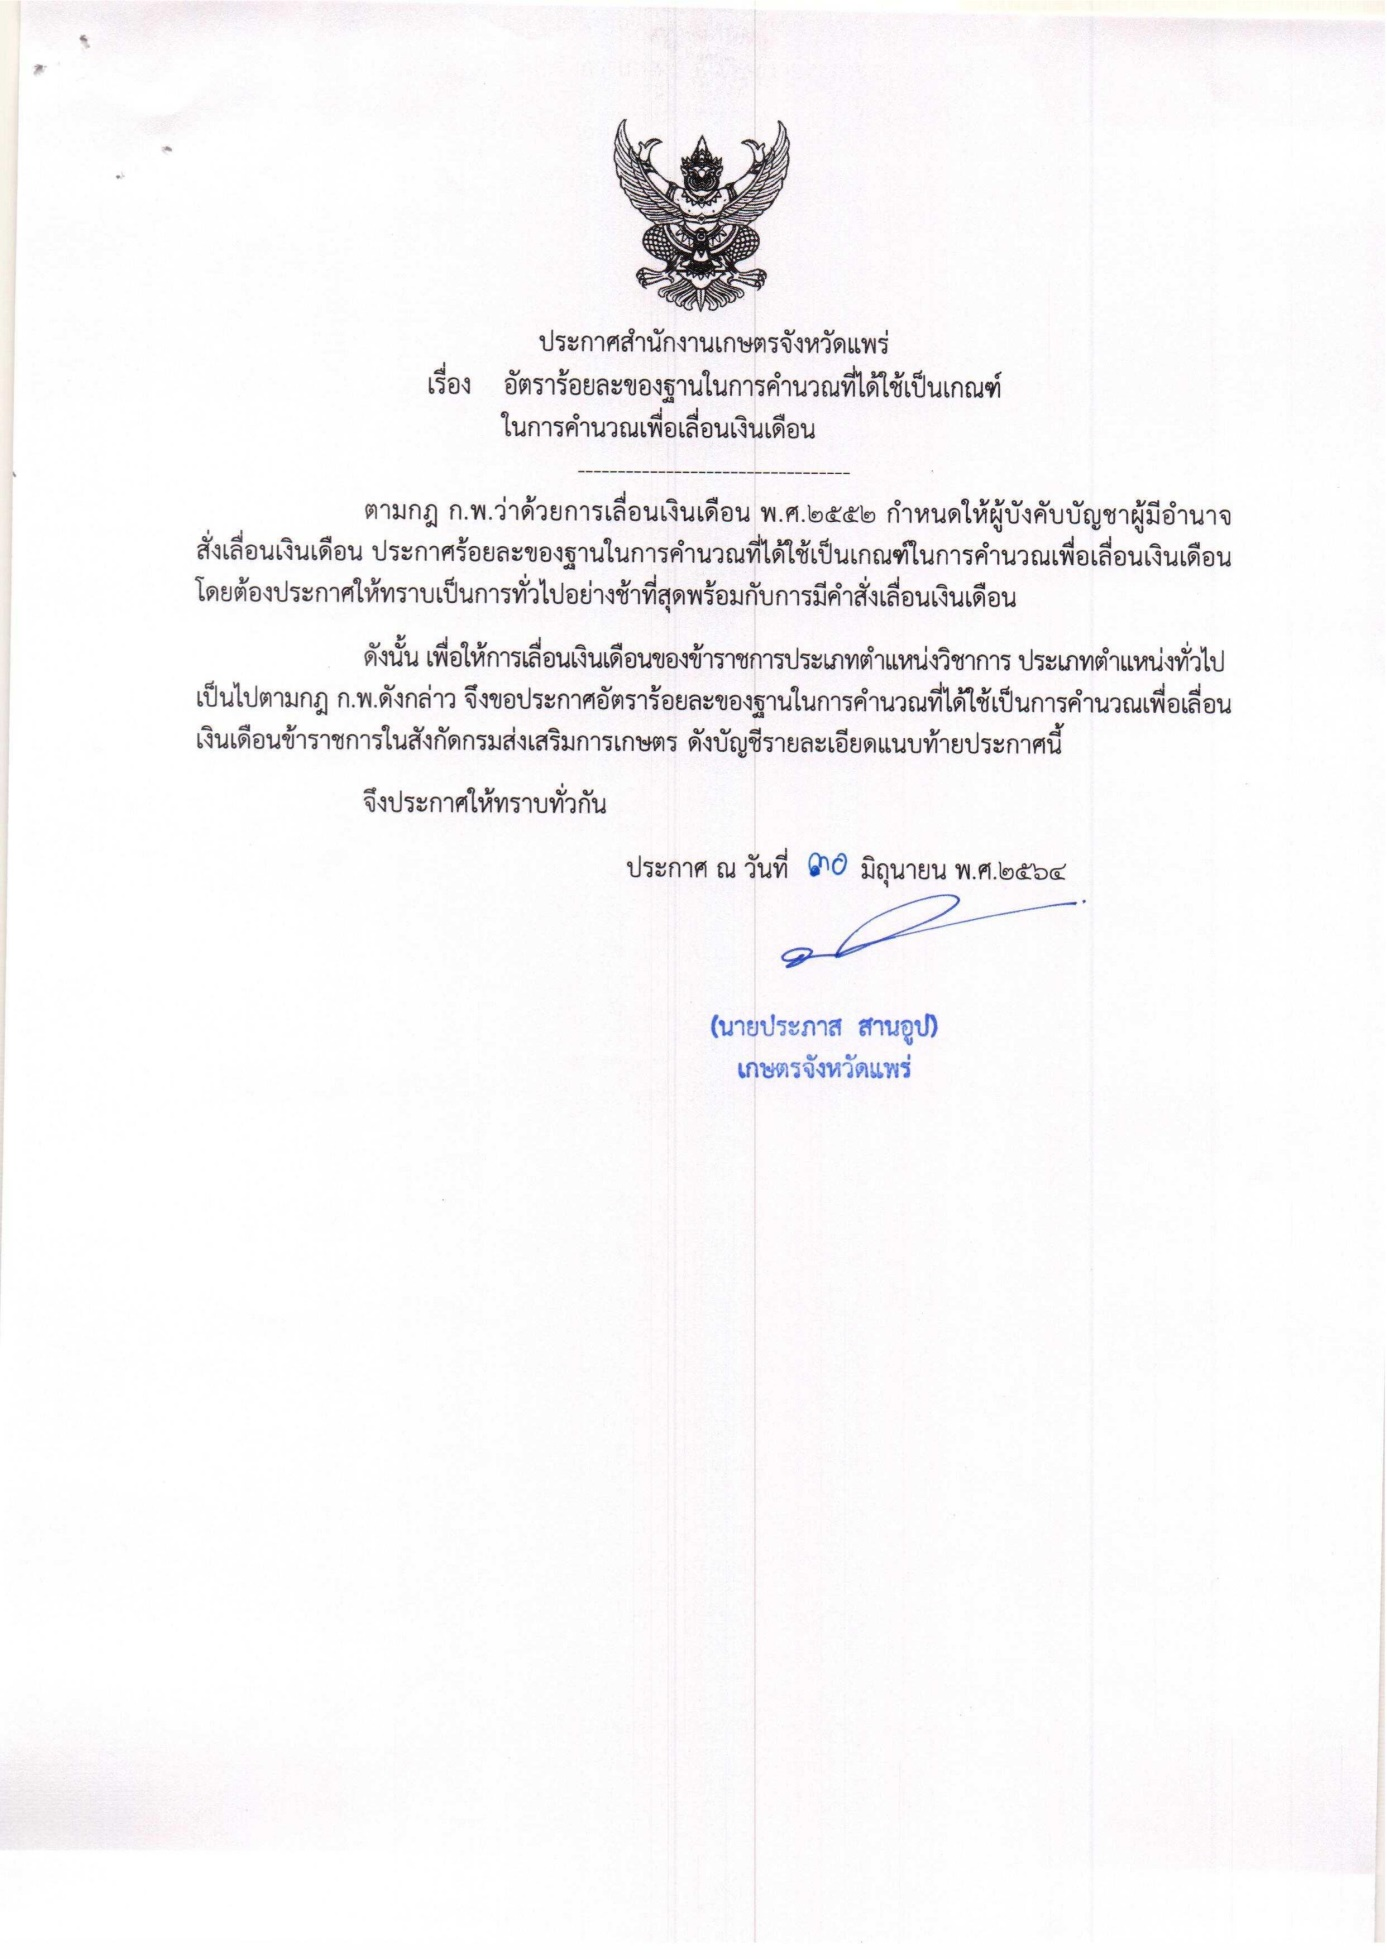 ประกาศสำนักงานเกษตรจังหวัดแพร่
เรื่อง อัตราร้อยละของฐานในการคำนวณที่ได้ใช้เป็นเกณฑ์
ในการคำนวณเพื่อเลื่อนเงินเดือน
----------------------------------
ตามกฎ ก.พ.ว่าด้วยการเลื่อนเงินเดือน พ.ศ.๒๕๕๒ กำหนดให้ผู้บังคับบัญชาผู้มีอำนาจ
สั่งเลื่อนเงินเดือน ประกาศร้อยละของฐานในการคำนวณที่ได้ใช้เป็นเกณฑ์ในการคำนวณเพื่อเลื่อนเงินเดือน
โดยต้องประกาศให้ทราบเป็นการทั่วไปอย่างช้าที่สุดพร้อมกับการมีคำสั่งเลื่อนเงินเดือน
ดังนั้น เพื่อให้การเลื่อนเงินเดือนของข้าราชการประเภทตำแหน่งวิชาการ ประเภทตำแหน่งทั่วไป
เป็นไปตามกฎ ก.พ.ดังกล่าว จึงขอประกาศอัตราร้อยละของฐานในการคำนวณที่ได้ใช้เป็นการคำนวณเพื่อเลื่อน
เงินเดือนข้าราชการในสังกัดกรมส่งเสริมการเกษตร ดังบัญชีรายละเอียดแนบท้ายประกาศนี้
จึงประกาศให้ทราบทั่วกัน
ประกาศ ณ วันที่ ๓๐ มิถุนายน พ.ศ.๒๕๖๔
(นายประภาส สานอูป)
เกษตรจังหวัดแพร่